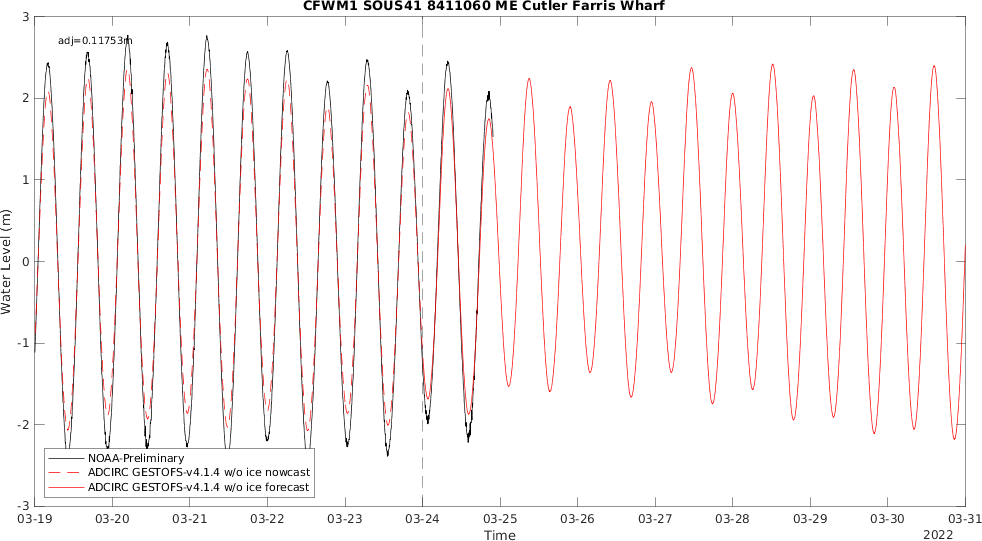 CFWM1 SOUS41 8411060 ME Cutler Farris Wharf
adj=0.11753m
3
2
1
0
-1
-2
-3
Water Level (m)
NOAA-Preliminary
ADCIRC GESTOFS-v4.1.4 w/o ice nowcast
ADCIRC GESTOFS-v4.1.4 w/o ice forecast
03-19 03-20 03-21 03-22 03-23 03-24 03-25 03-26 03-27 03-28 03-29 03-30 03-31
Time
2022